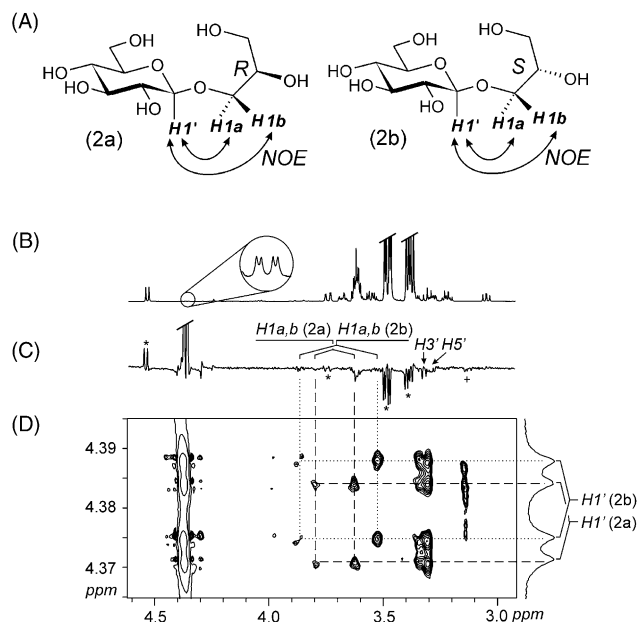 (A)
OH
O
HO
HO
OH
O
H1'
(2a)
HO
R
OH
H1a
H1b
NOE
OH
O
HO
HO
OH
O
H1'
(2b)
HO
S
OH
H1a
H1b
NOE
(B)
(C)
*
H1a,b (2a) H1a,b (2b)
H3' H5'
*
*
*
+
(D)
4.39
4.38
4.37
ppm
H1' (2b)
H1' (2a)
4.5 4.0 3.5 3.0 ppm